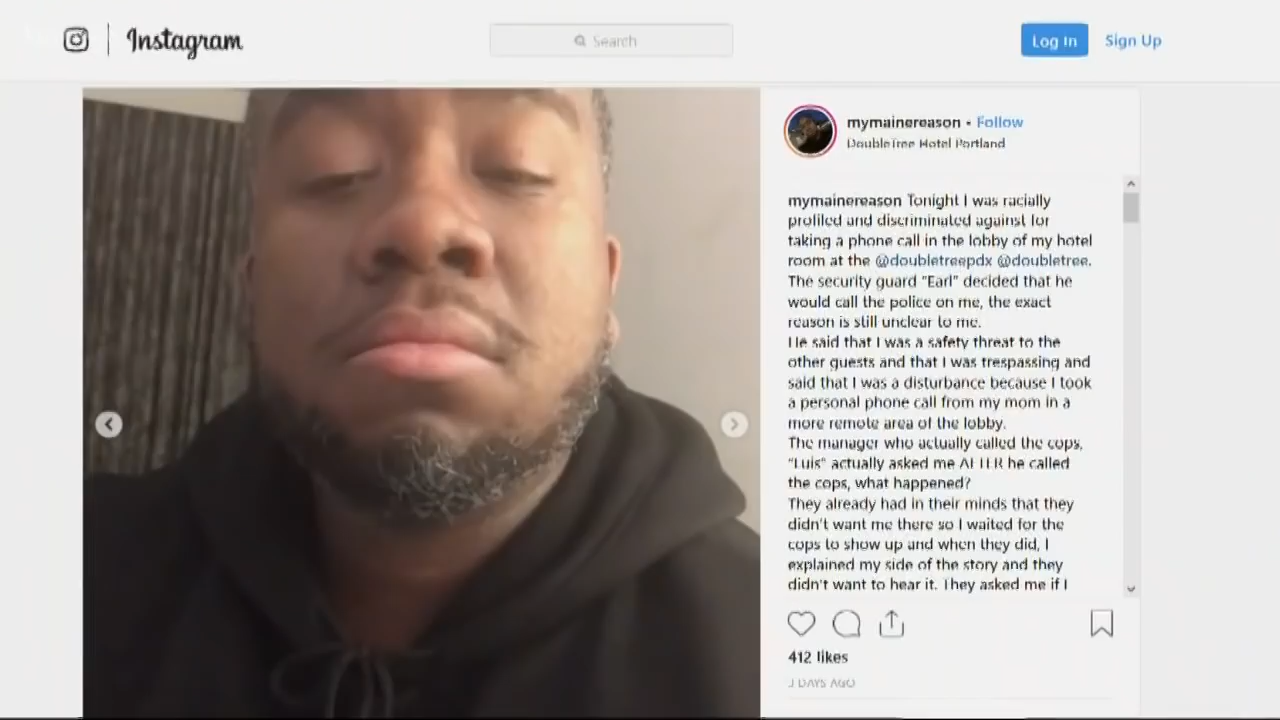 Instagram
Search
Log In
Sign Up
mymainereason • Follow
DoubleTree Hotel Portland
mymainereason Tonight I was racially
profiled and discriminated against for
taking a phone call in the lobby of my hotel
room at the @doubletreepdx @doubletree.
The security guard "Earl" decided that he
would call the police on me, the exact
reason is still unclear to me.
He said that I was a safety threat to the
other guests and that I was trespassing and
said that I was a disturbance because I took
a personal phone call from my mom in a
more remote area of the lobby.
The manager who actually called the cops,
"Luis" actually asked me AFTER he called
the cops, what happened?
They already had in their minds that they
didn't want me there so I waited for the
cops to show up and when they did, I
explained my side of the story and they
didn't want to hear it. They asked me if I
412 likes
3 DAYS AGO